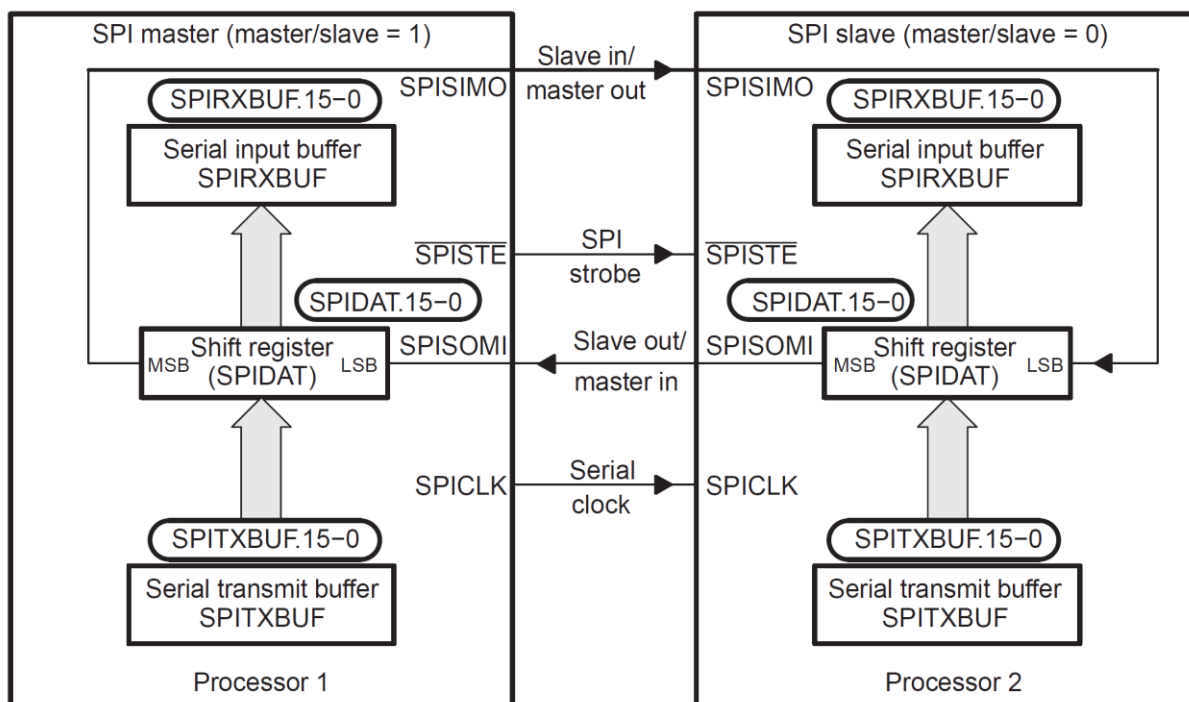 SPI master (master/slave = 1)
SPISIMO
SPIRXBUF.15−0
Serial input buffer
SPIRXBUF
SPISTE
SPIDAT.15−0
SPISOMI
MSB
Shift register
(SPIDAT)
LSB
SPICLK
SPITXBUF.15−0
Serial transmit buffer
SPITXBUF
Processor 1
Slave in/
master out
SPI
strobe
Slave out/
master in
Serial
clock
SPI slave (master/slave = 0)
SPISIMO
SPIRXBUF.15−0
Serial input buffer
SPIRXBUF
SPISTE
SPIDAT.15−0
SPISOMI
MSB
Shift register
(SPIDAT)
LSB
SPICLK
SPITXBUF.15−0
Serial transmit buffer
SPITXBUF
Processor 2